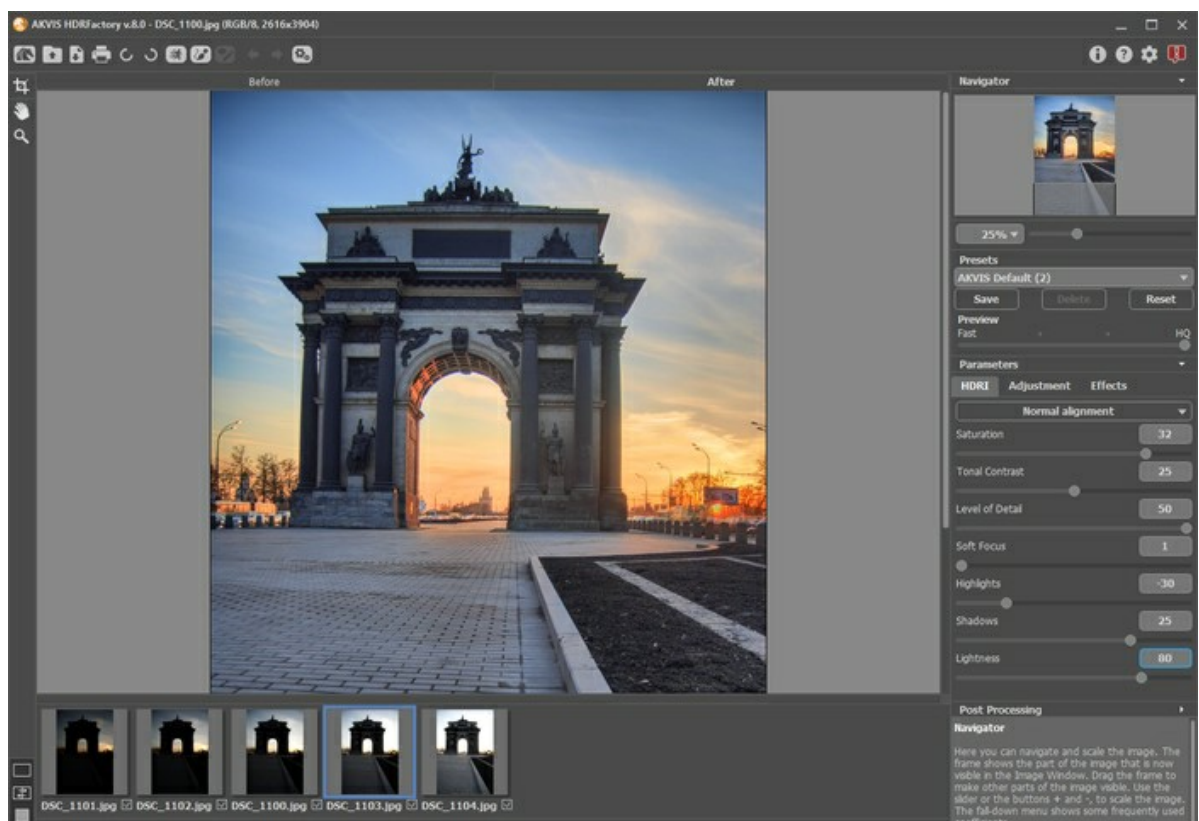 AKVIS HDRFactory v.8.0 - DSC_1100.jpg (RGB/8, 2616x3904)
Before
After
Navigator
25%
Presets
AKVIS Default (2)
Save
Delete
Reset
Preview
Fast
HQ
Parameters
HDRI
Adjustment
Effects
Normal alignment
Saturation
32
Tonal Contrast
25
Level of Detail
50
Soft Focus
1
Highlights
-30
Shadows
25
Lightness
80
Post Processing
Navigator
Here you can navigate and scale the image. The
frame shows the part of the image that is now
visible in the Image Window. Drag the frame to
make other parts of the image visible. Use the
slider or the buttons + and -, to scale the image.
The fall-down menu shows some frequently used
DSC_1101.jpg
DSC_1102.jpg
DSC_1100.jpg
DSC_1103.jpg
DSC_1104.jpg